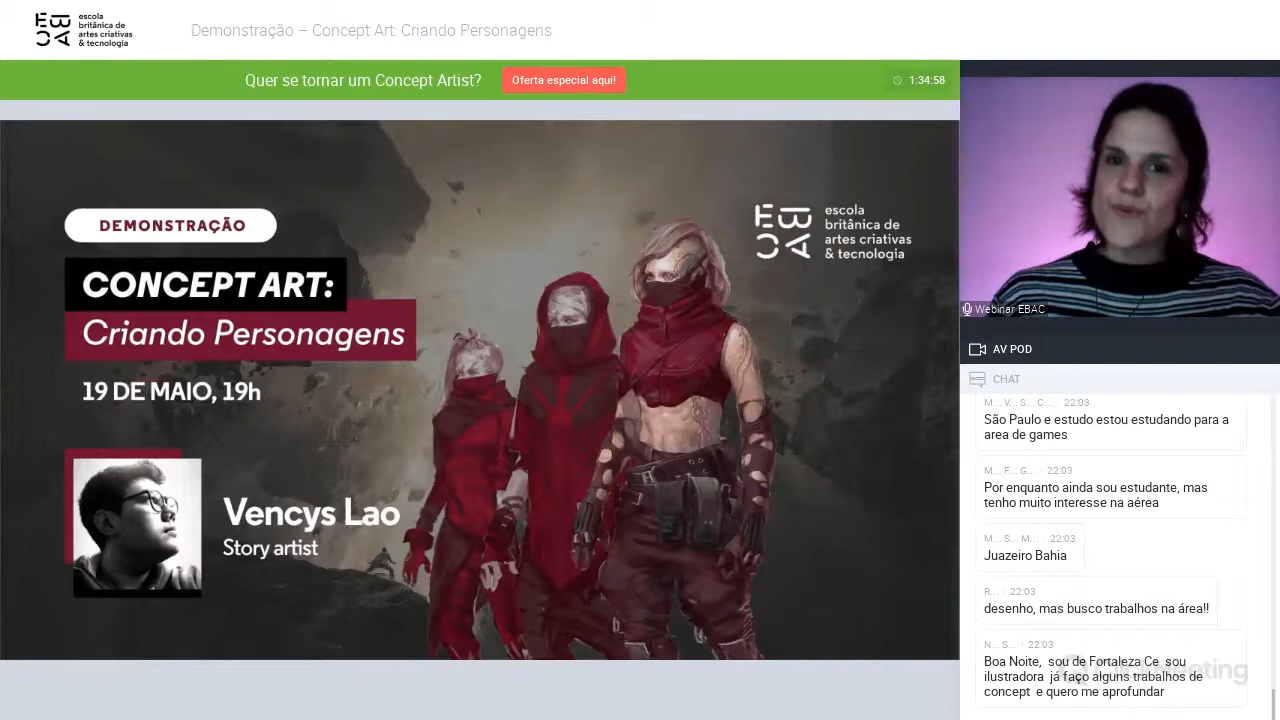 escola
britânica de
artes criativas
& tecnologia
Demonstração – Concept Art: Criando Personagens
Quer se tornar um Concept Artist?
Oferta especial aqui!
1:34:58
DEMONSTRAÇÃO
CONCEPT ART:
Criando Personagens
19 DE MAIO, 19h
Vencys Lao
Story artist
EBAC
escola
britânica de
artes criativas
& tecnologia
Webinar EBAC
AV POD
CHAT
M... V... S... C... 22:03
São Paulo e estudo estou estudando para a
area de games
M... F... G... 22:03
Por enquanto ainda sou estudante, mas
tenho muito interesse na aérea
M... S... M... 22:03
Juazeiro Bahia
R... 22:03
desenho, mas busco trabalhos na área!!
N... S... 22:03
Boa Noite, sou de Fortaleza Ce sou
ilustradora já faço alguns trabalhos de
concept e quero me aprofundar